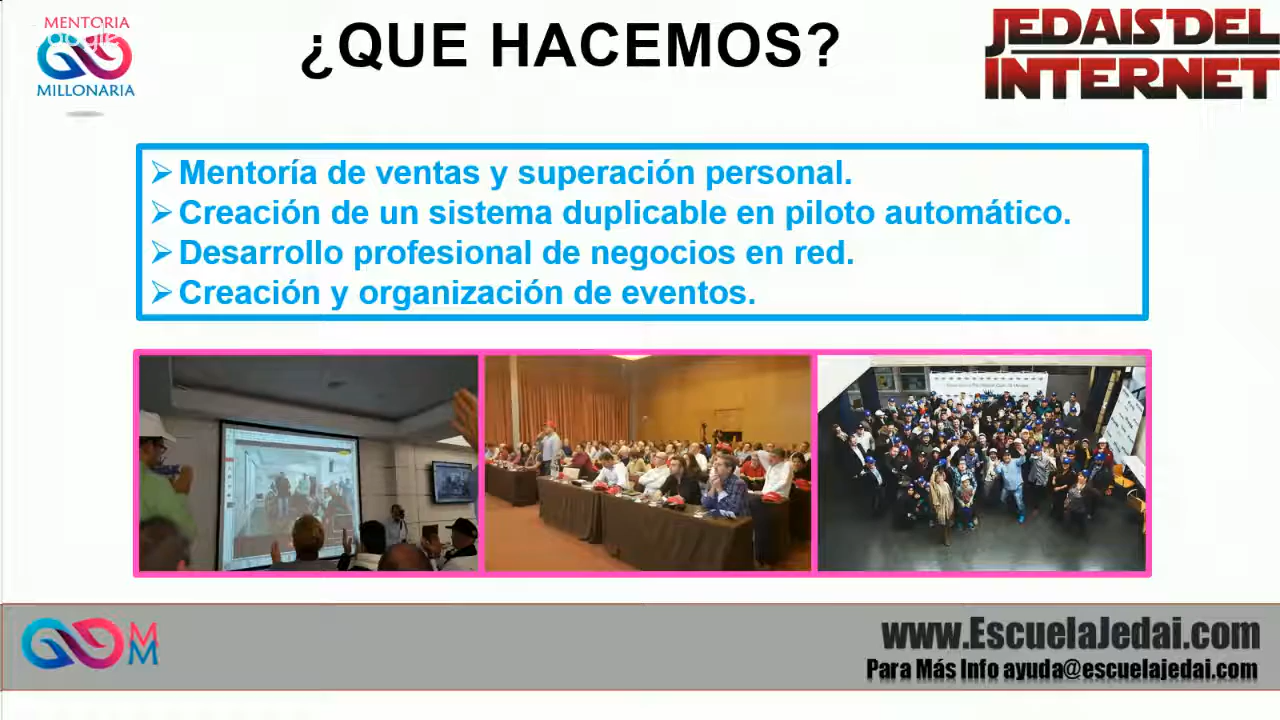 MENTORIA
Google
MILLONARIA
¿QUE HACEMOS?
JEDAIS DEL
INTERNET
Mentoría de ventas y superación personal.
Creación de un sistema duplicable en piloto automático.
Desarrollo profesional de negocios en red.
Creación y organización de eventos.
M
M
www.EscuelaJedai.com
Para Más Info ayuda@escuelajedai.com